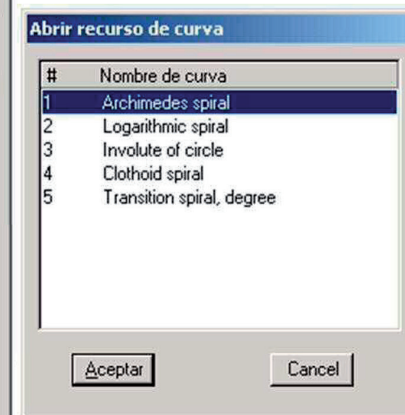 Abrir recurso de curva
# Nombre de curva
1 Archimedes spiral
2 Logarithmic spiral
3 Involute of circle
4 Clothoid spiral
5 Transition spiral, degree
Aceptar Cancel